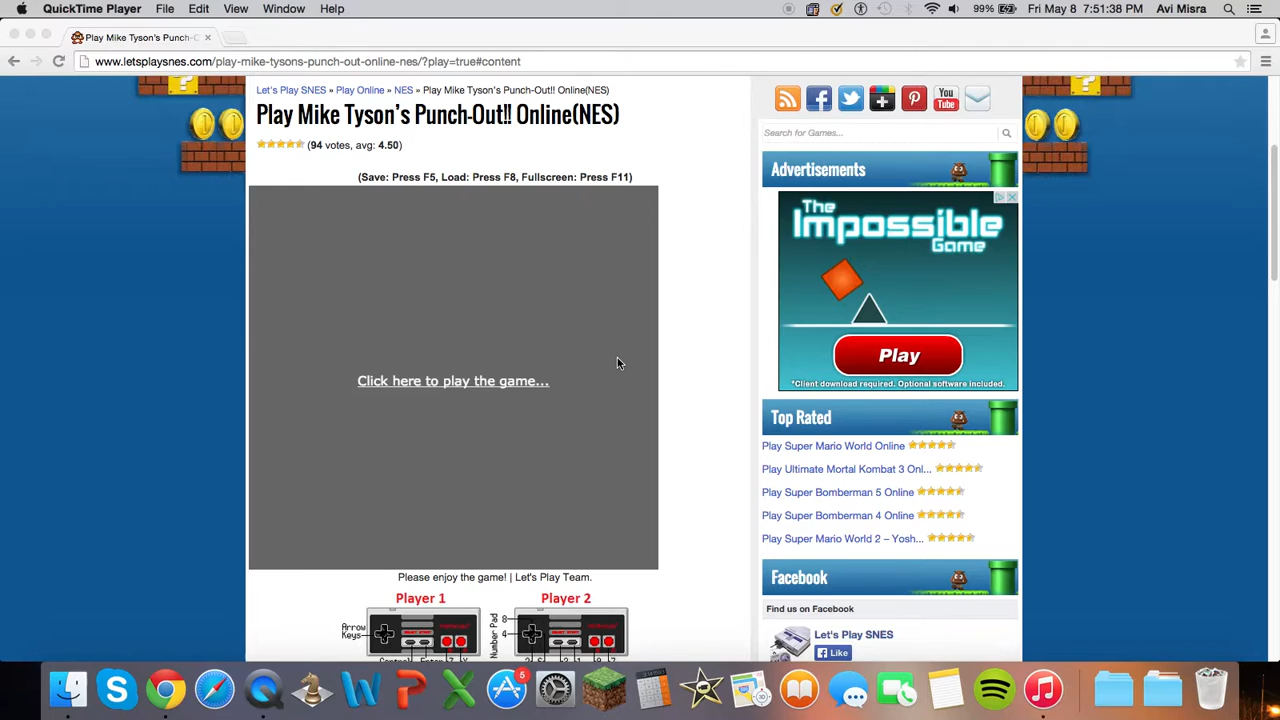 QuickTime Player File Edit View Window Help 99% Fri May 8 7:51:38 PM Avi Misra
Play Mike Tyson's Punch-O
www.letsplaysnes.com/play-mike-tysons-punch-out-online-nes/?play=true#content
Let's Play SNES » Play Online » NES » Play Mike Tyson's Punch-Out!! Online(NES)
Play Mike Tyson's Punch-Out!! Online(NES)
(94 votes, avg: 4.50)
(Save: Press F5, Load: Press F8, Fullscreen: Press F11)
Click here to play the game...
Please enjoy the game! | Let's Play Team.
Player 1 Player 2
Arrow Keys
Number Pad
8
4
You Tube
Search for Games...
Advertisements
The Impossible Game
Play
*Client download required. Optional software included.
Top Rated
Play Super Mario World Online
Play Ultimate Mortal Kombat 3 Onl...
Play Super Bomberman 5 Online
Play Super Bomberman 4 Online
Play Super Mario World 2 – Yosh...
Facebook
Find us on Facebook
Let's Play SNES
Like
5